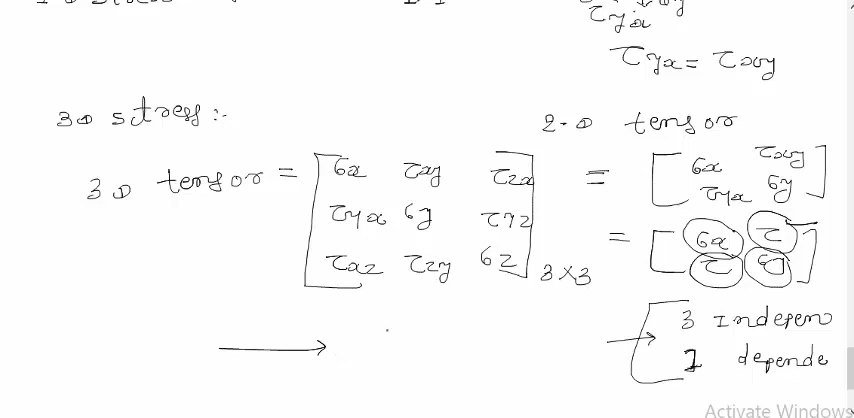 τyx
τyx = τxy
3D stress :-
2-D tensor
3D tensor = [σx τxy τzx
τyx σy τyz
τxz τzy σz] 3×3
= [σx τxy
τyx σy]
= [σx τ
τ σy]
3 Indepen
1 depende
Activate Windows